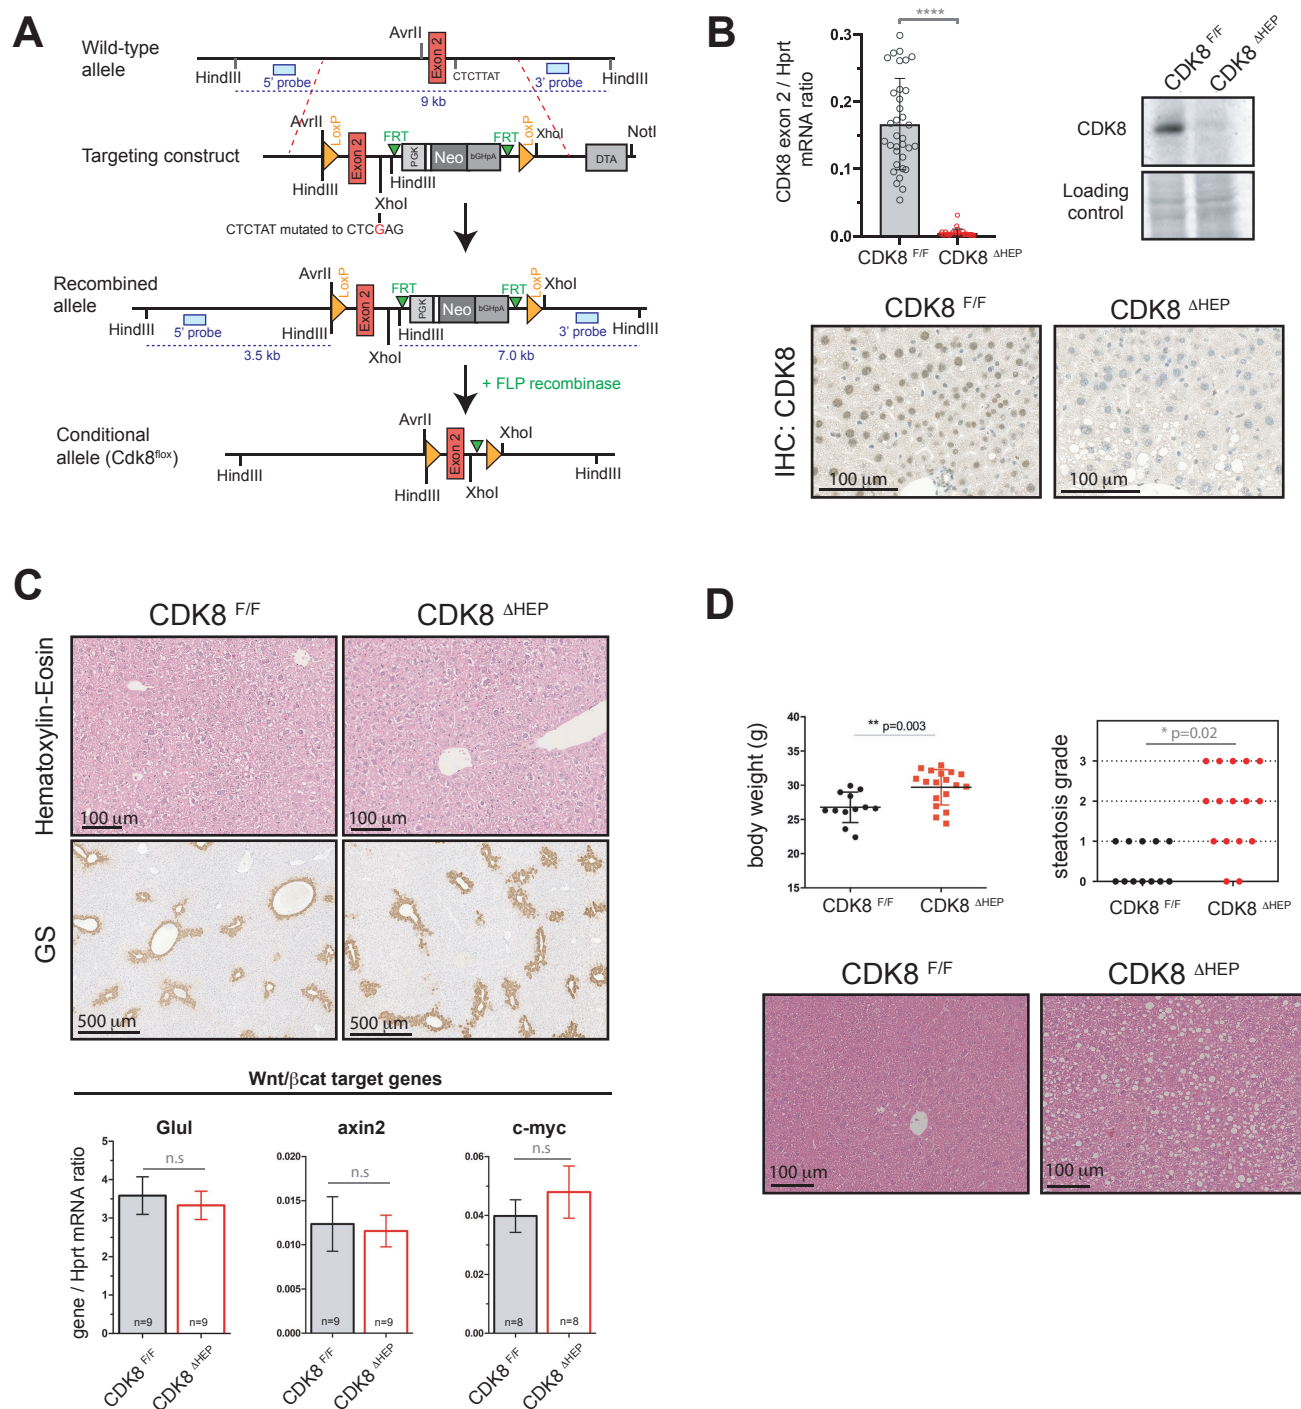 A
Wild-type
allele
AvrII
Exon 2
CTCTTAT
HindIII
5' probe
3' probe
HindIII
9 kb
Targeting construct
AvrII
LoxP
Exon 2
FRT
PGK
Neo
bGHpA
FRT
LoxP
XhoI
NotI
DTA
HindIII
HindIII
XhoI
CTCTAT mutated to CTCGAG
Recombined
allele
AvrII
LoxP
Exon 2
FRT
PGK
Neo
bGHpA
FRT
LoxP
XhoI
HindIII
5' probe
HindIII
HindIII
3' probe
HindIII
3.5 kb
XhoI
7.0 kb
+ FLP recombinase
Conditional
allele (Cdk8flox)
AvrII
Exon 2
XhoI
HindIII
HindIII
XhoI
HindIII
B
CDK8 exon 2 / Hprt
mRNA ratio
****
0.3
0.2
0.1
0.0
CDK8 F/F
CDK8 ΔHEP
CDK8 F/F
CDK8 ΔHEP
CDK8
Loading
control
IHC: CDK8
CDK8 F/F
CDK8 ΔHEP
100 µm
100 µm
C
CDK8 F/F
CDK8 ΔHEP
Hematoxylin-Eosin
100 µm
100 µm
GS
500 µm
500 µm
Wnt/βcat target genes
gene / Hprt mRNA ratio
Glul
n.s
5
4
3
2
1
0
n=9
n=9
CDK8 F/F
CDK8 ΔHEP
axin2
n.s
0.020
0.015
0.010
0.005
0.000
n=9
n=9
CDK8 F/F
CDK8 ΔHEP
c-myc
n.s
0.06
0.04
0.02
0.00
n=8
n=8
CDK8 F/F
CDK8 ΔHEP
D
body weight (g)
** p=0.003
40
35
30
25
20
15
CDK8 F/F
CDK8 ΔHEP
steatosis grade
* p=0.02
3
2
1
0
CDK8 F/F
CDK8 ΔHEP
CDK8 F/F
CDK8 ΔHEP
100 µm
100 µm